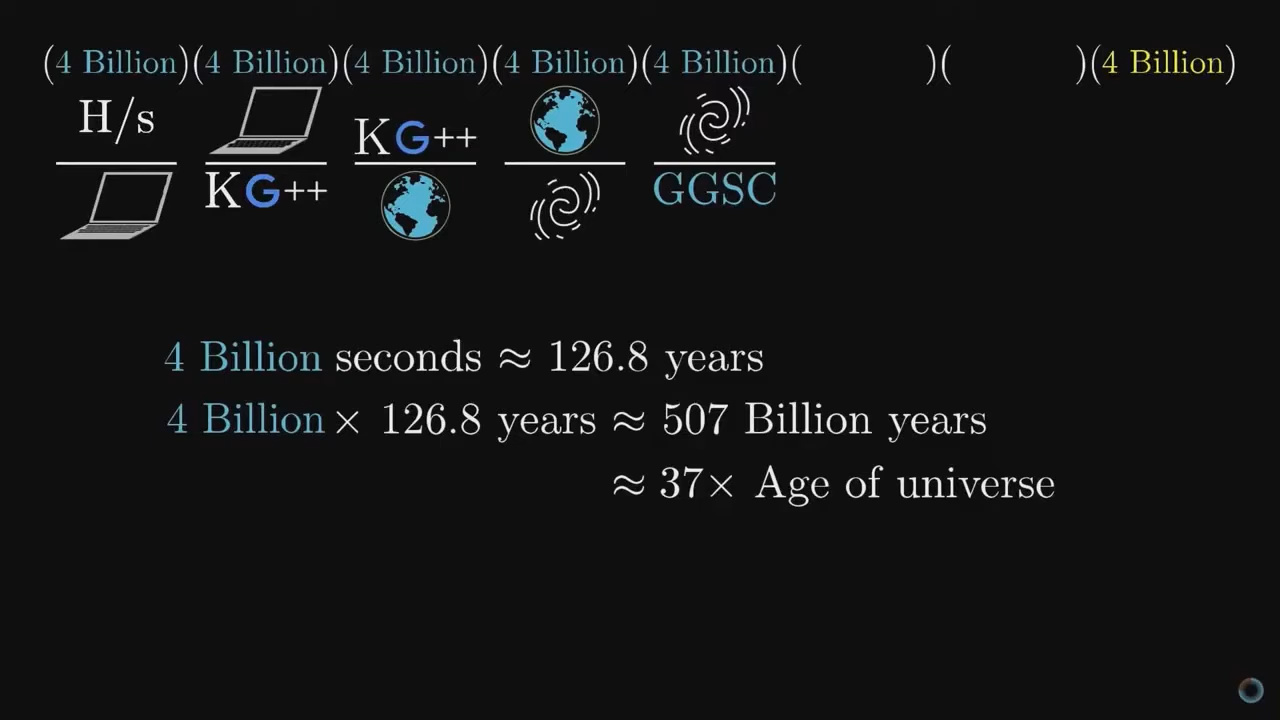 (4 Billion)(4 Billion)(4 Billion)(4 Billion)(4 Billion)( )( )(4 Billion)
H/s KG++
KG++ GGSC
4 Billion seconds ≈ 126.8 years
4 Billion × 126.8 years ≈ 507 Billion years
≈ 37× Age of universe